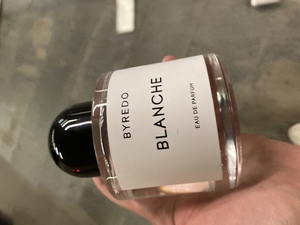 BYREDO
BLANCHE
EAU DE PARFUM